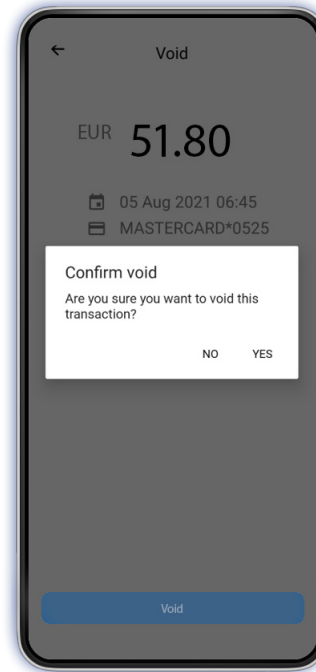 Void
EUR 51.80
05 Aug 2021 06:45
MASTERCARD*0525
Confirm void
Are you sure you want to void this
transaction?
NO YES
Void